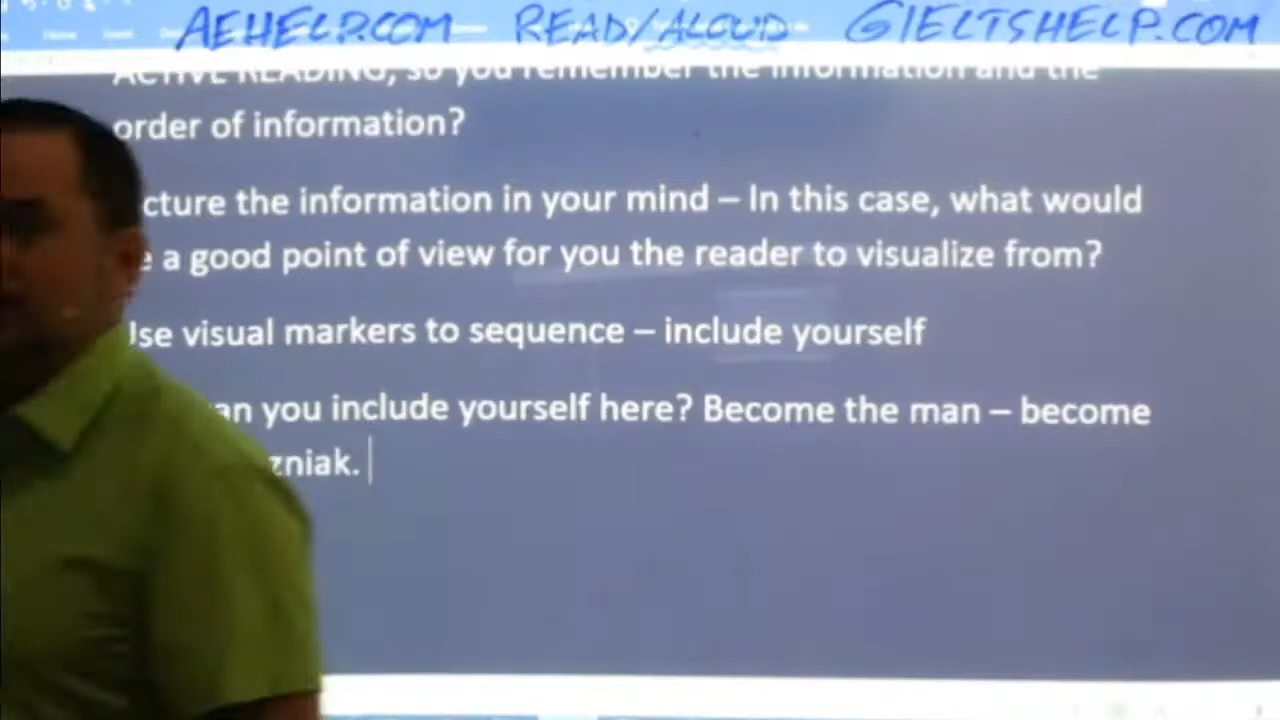 AEHELP.COM READ/ALOUD GIELTSHELP.COM
ACTIVE READING, so you remember the information and the
order of information?
cture the information in your mind – In this case, what would
e a good point of view for you the reader to visualize from?
Use visual markers to sequence – include yourself
an you include yourself here? Become the man – become
zniak.